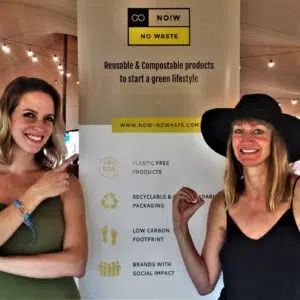 NO!W
NO WASTE
Reusable & Compostable products
to start a green lifestyle
WWW.NOW-NOWASTE.COM
PLASTIC FREE
PRODUCTS
RECYCLABLE &
PACKAGING
LOW CARBON
FOOTPRINT
BRANDS WITH
SOCIAL IMPACT